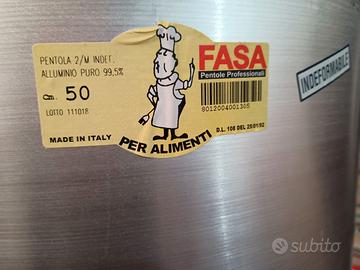 PENTOLA 2/M INDEF.
ALLUMINIO PURO 99,5%
Cm. 50
LOTTO 111018
MADE IN ITALY
PER ALIMENTI
FASA
Pentole Professionali
8012004001305
D.L. 108 DEL 25/01/92
INDEFORMABILE
subito